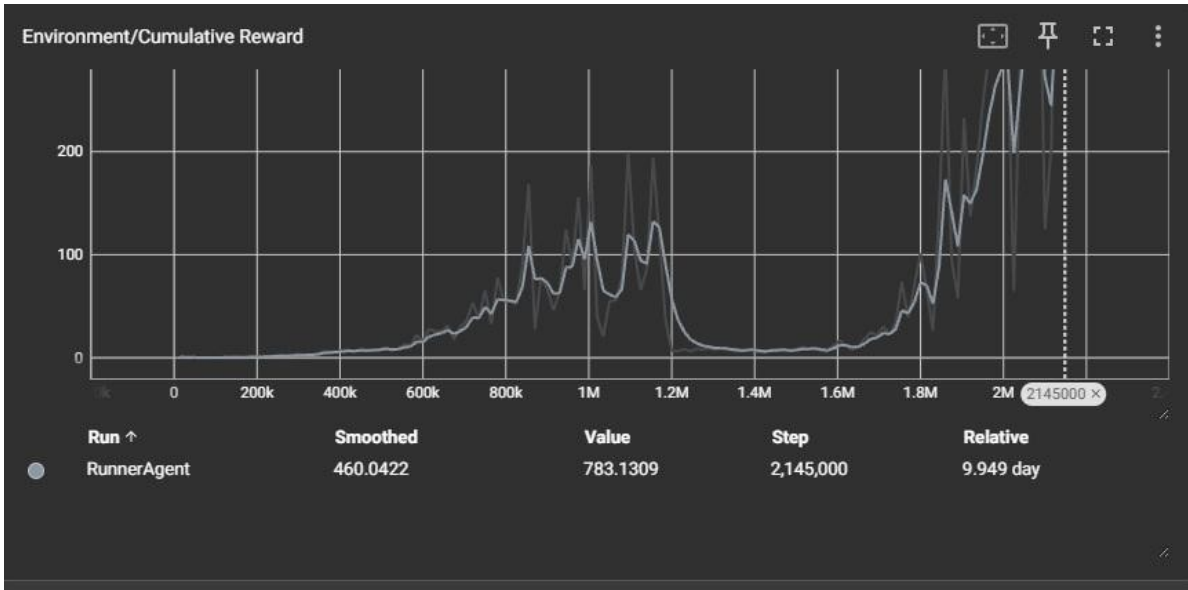 Environment/Cumulative Reward
200
100
0
0 200k 400k 600k 800k 1M 1.2M 1.4M 1.6M 1.8M 2M 2145000 ×
Run ↑ Smoothed Value Step Relative
RunnerAgent 460.0422 783.1309 2,145,000 9.949 day